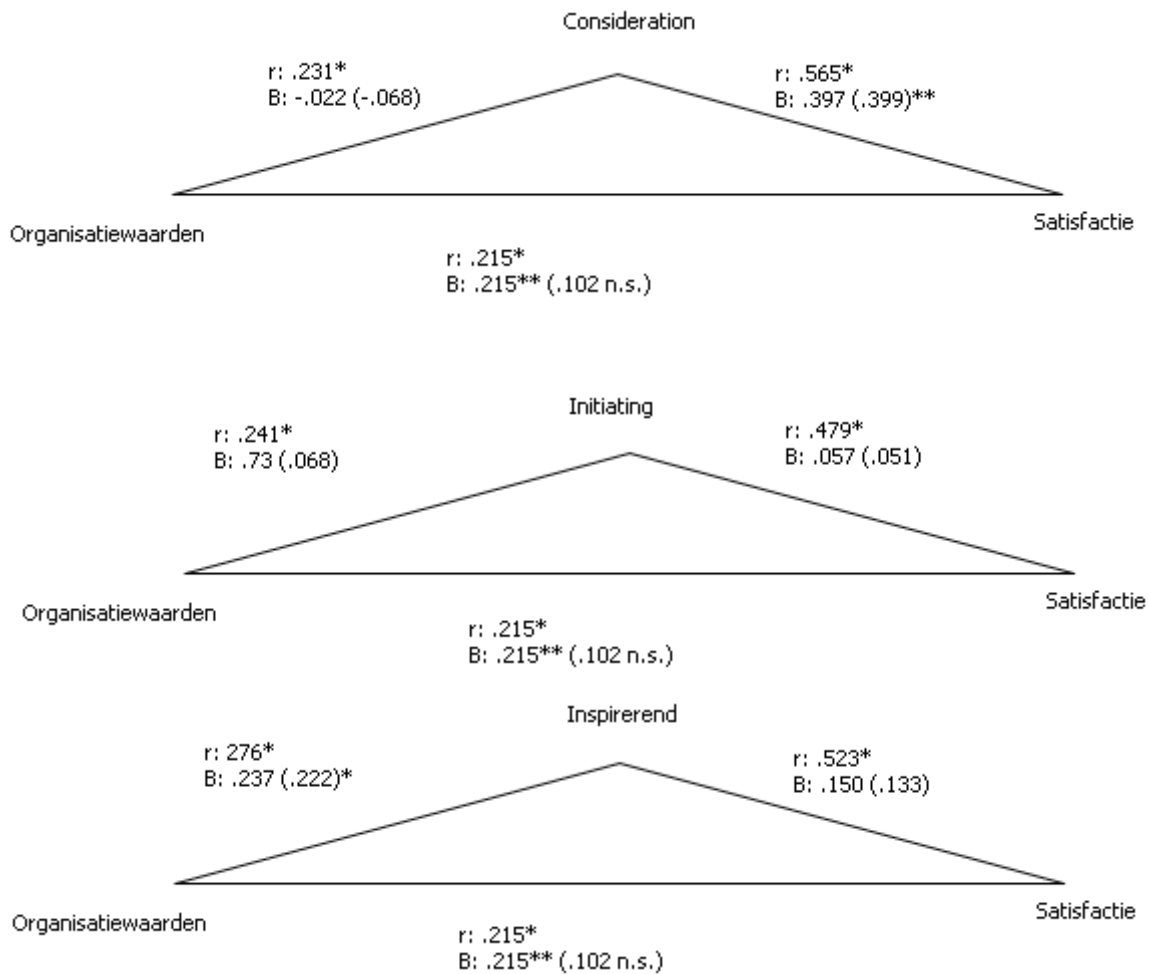 Consideration
r: .231*
B: -.022 (-.068)
r: .565*
B: .397 (.399)**
Organisatiewaarden
Satisfactie
r: .215*
B: .215** (.102 n.s.)
Initiating
r: .241*
B: .73 (.068)
r: .479*
B: .057 (.051)
Organisatiewaarden
Satisfactie
r: .215*
B: .215** (.102 n.s.)
Inspirerend
r: 276*
B: .237 (.222)*
r: .523*
B: .150 (.133)
Organisatiewaarden
Satisfactie
r: .215*
B: .215** (.102 n.s.)